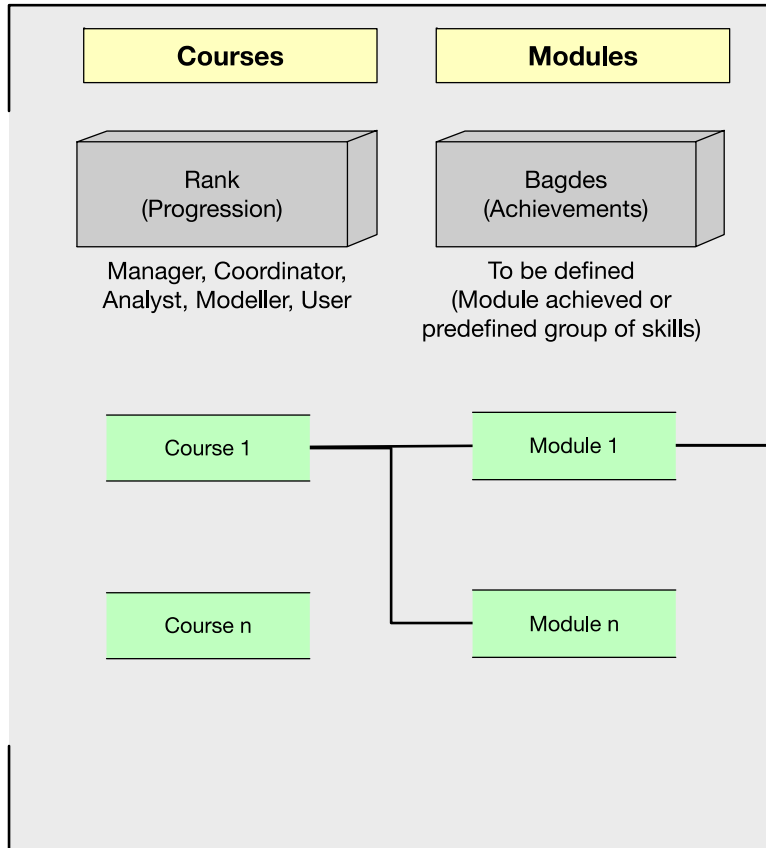 Courses
Modules
Rank
(Progression)
Bagdes
(Achievements)
Manager, Coordinator,
Analyst, Modeller, User
To be defined
(Module achieved or
predefined group of skills)
Course 1
Module 1
Course n
Module n